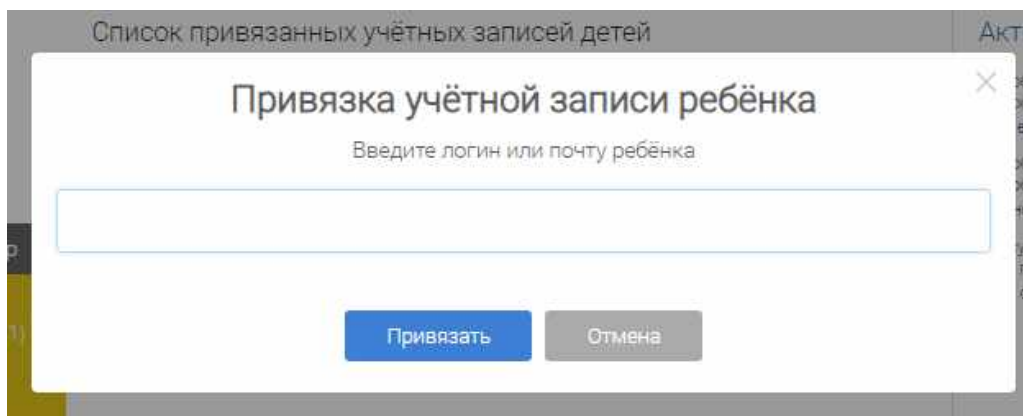 Список привязанных учётных записей детей
Акт
Привязка учётной записи ребёнка
Введите логин или почту ребёнка
Привязать
Отмена